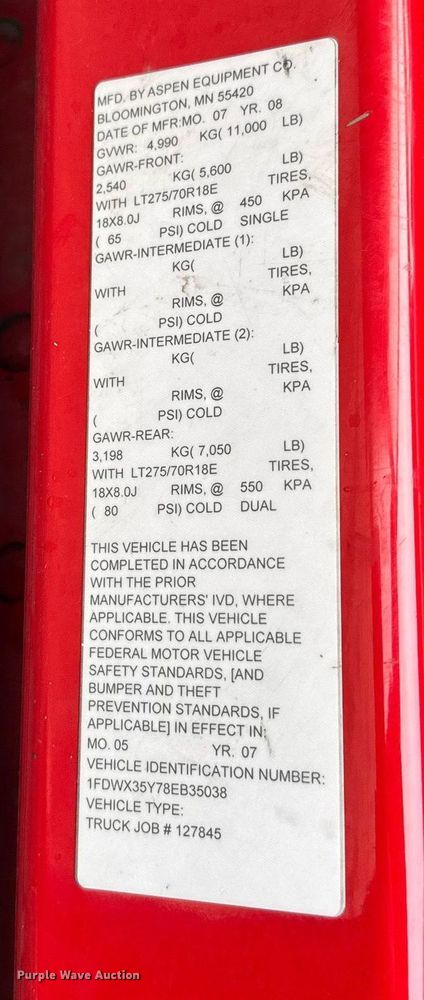 MFD. BY ASPEN EQUIPMENT CO.
BLOOMINGTON, MN 55420
DATE OF MFR:MO. 07 YR. 08
GVWR: 4,990 KG( 11,000 LB)
GAWR-FRONT:
2,540 KG( 5,600 LB)
WITH LT275/70R18E TIRES,
18X8.0J RIMS, @ 450 KPA
( 65 PSI) COLD SINGLE
GAWR-INTERMEDIATE (1):
KG( LB)
WITH TIRES,
RIMS, @ KPA
( PSI) COLD
GAWR-INTERMEDIATE (2):
KG( LB)
WITH TIRES,
RIMS, @ KPA
( PSI) COLD
GAWR-REAR:
3,198 KG( 7,050 LB)
WITH LT275/70R18E TIRES,
18X8.0J RIMS, @ 550 KPA
( 80 PSI) COLD DUAL
THIS VEHICLE HAS BEEN
COMPLETED IN ACCORDANCE
WITH THE PRIOR
MANUFACTURERS' IVD, WHERE
APPLICABLE. THIS VEHICLE
CONFORMS TO ALL APPLICABLE
FEDERAL MOTOR VEHICLE
SAFETY STANDARDS, [AND
BUMPER AND THEFT
PREVENTION STANDARDS, IF
APPLICABLE] IN EFFECT IN:
MO. 05 YR. 07
VEHICLE IDENTIFICATION NUMBER:
1FDWX35Y78EB35038
VEHICLE TYPE:
TRUCK JOB # 127845
Purple Wave Auction